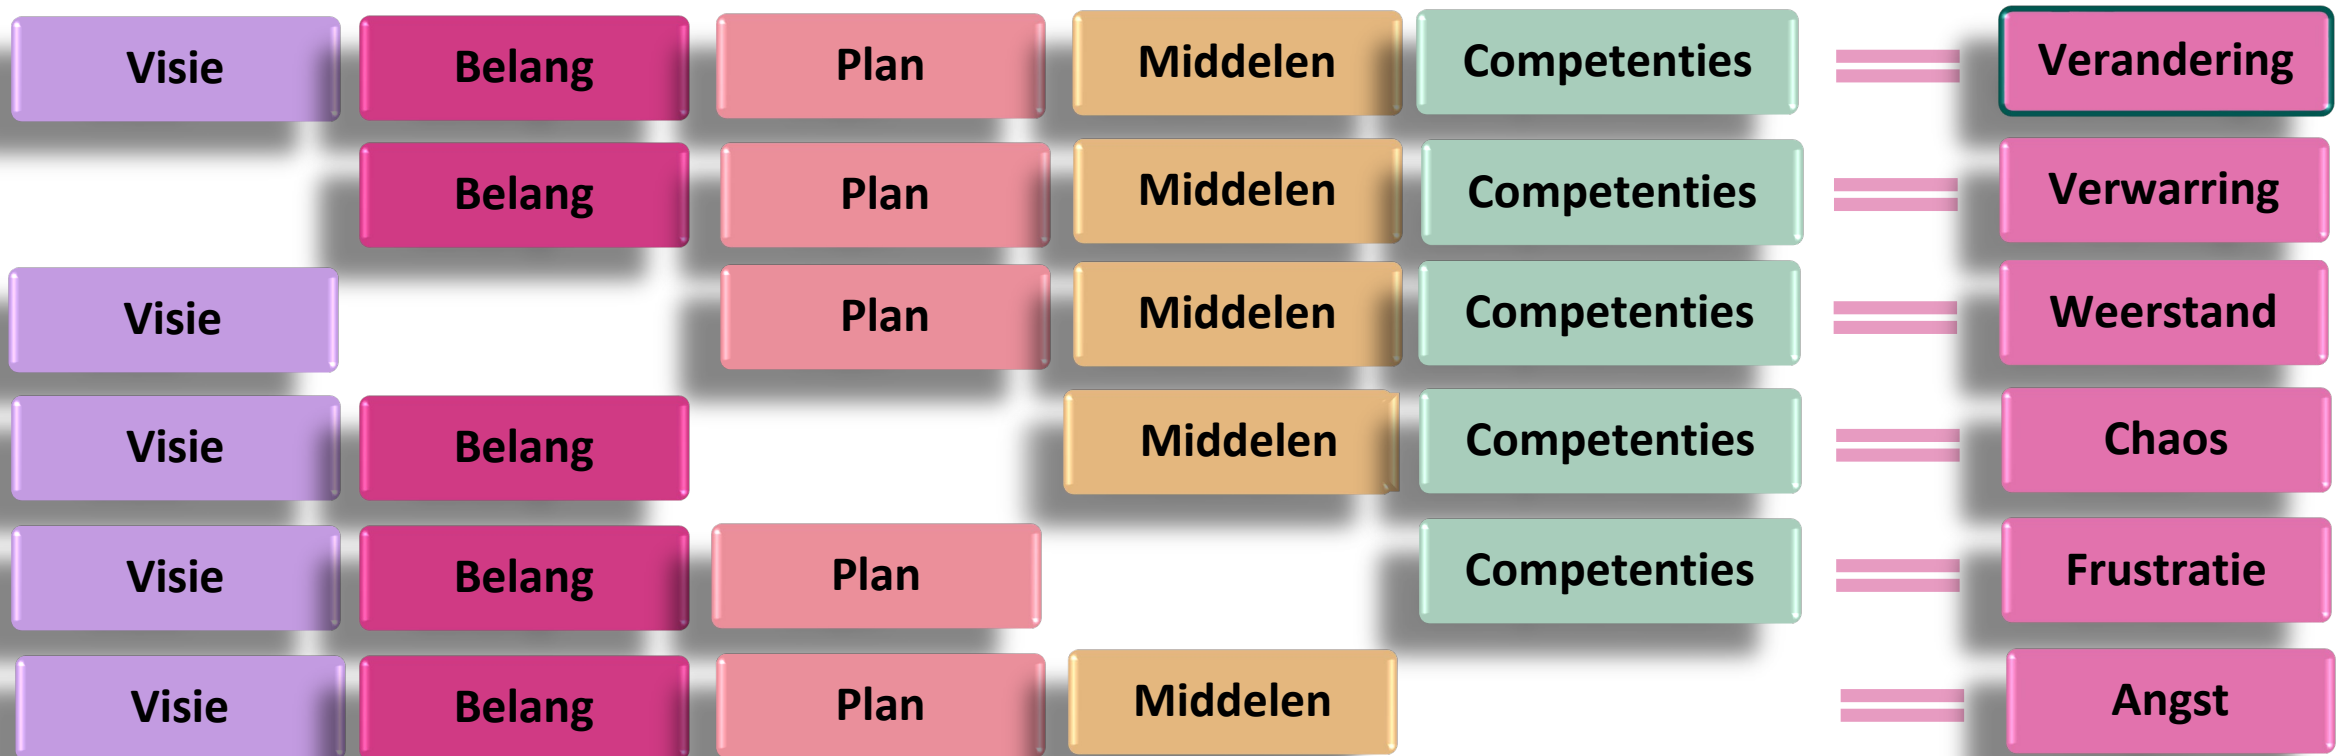 Visie Belang Plan Middelen Competenties Verandering
Belang Plan Middelen Competenties Verwarring
Visie Plan Middelen Competenties Weerstand
Visie Belang Middelen Competenties Chaos
Visie Belang Plan Competenties Frustratie
Visie Belang Plan Middelen Angst